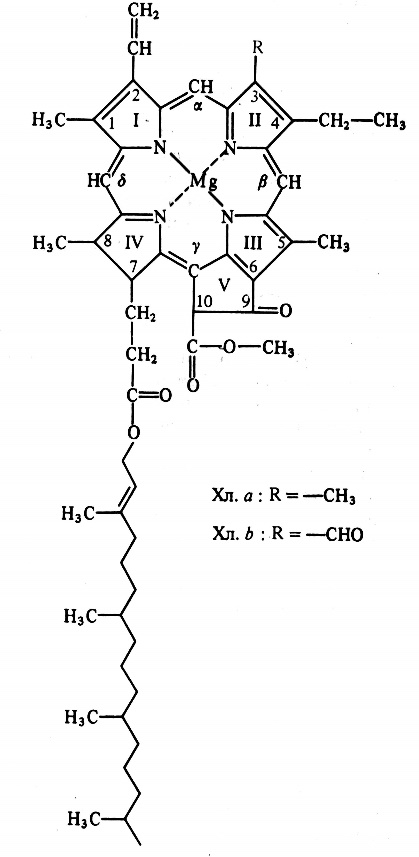 CH₂
CH
R
2
CH
α
3
H₃C
1
I
II
4
CH₂—CH₃
N
N
HC
δ
Mg
β
CH
N
N
H₃C
8
IV
γ
III
5
CH₃
7
C
V
6
10
9
O
CH₂
CH₂
C
O
CH₃
O
C=O
O
Хл. a : R = —CH₃
H₃C
Хл. b : R = —CHO
H₃C
H₃C
H₃C